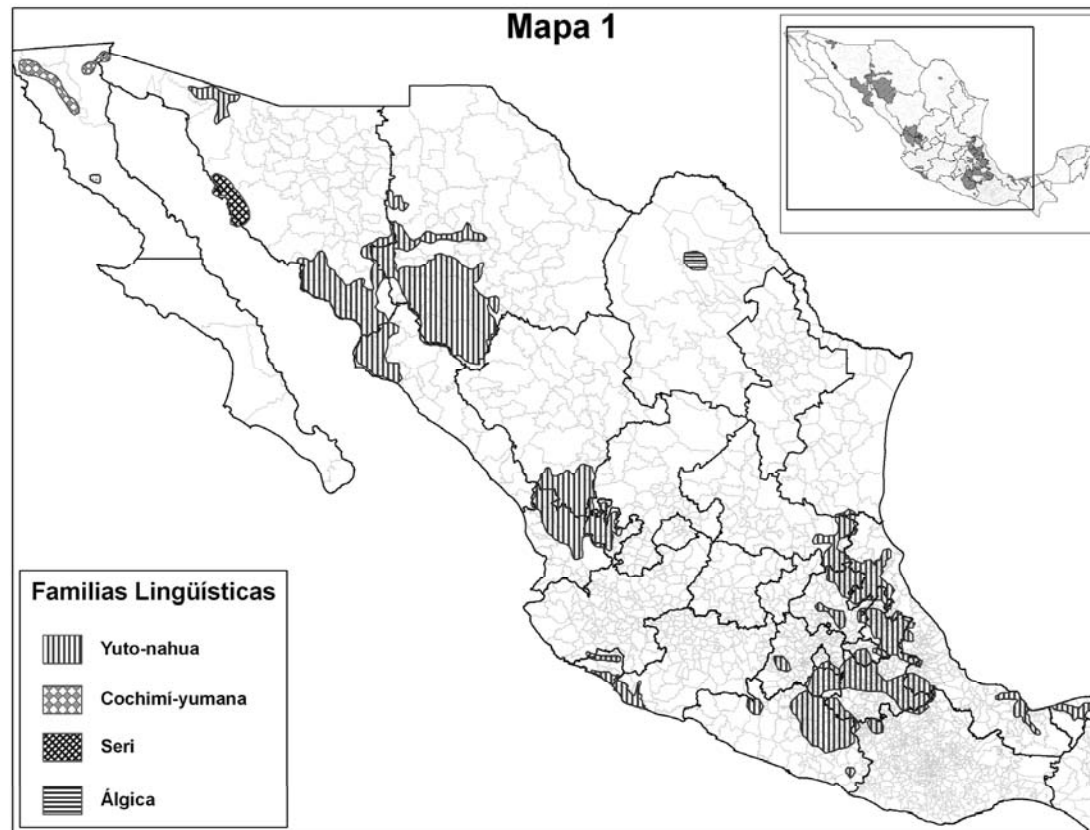 Mapa 1
Familias Lingüísticas
Yuto-nahua
Cochimí-yumana
Seri
Álgica